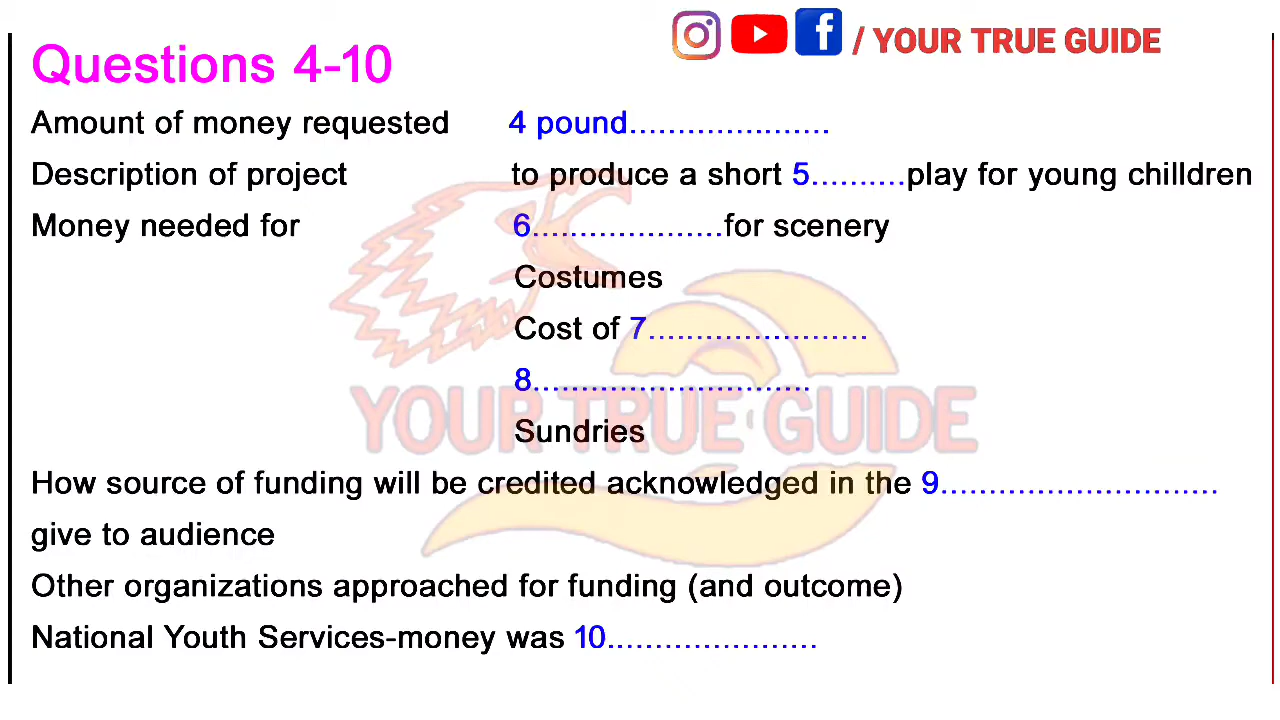 / YOUR TRUE GUIDE
Questions 4-10
Amount of money requested 4 pound.....................
Description of project to produce a short 5..........play for young chilldren
Money needed for 6....................for scenery
Costumes
Cost of 7.......................
8.............................
Sundries
YOUR TRUE GUIDE
How source of funding will be credited acknowledged in the 9.............................
give to audience
Other organizations approached for funding (and outcome)
National Youth Services-money was 10......................